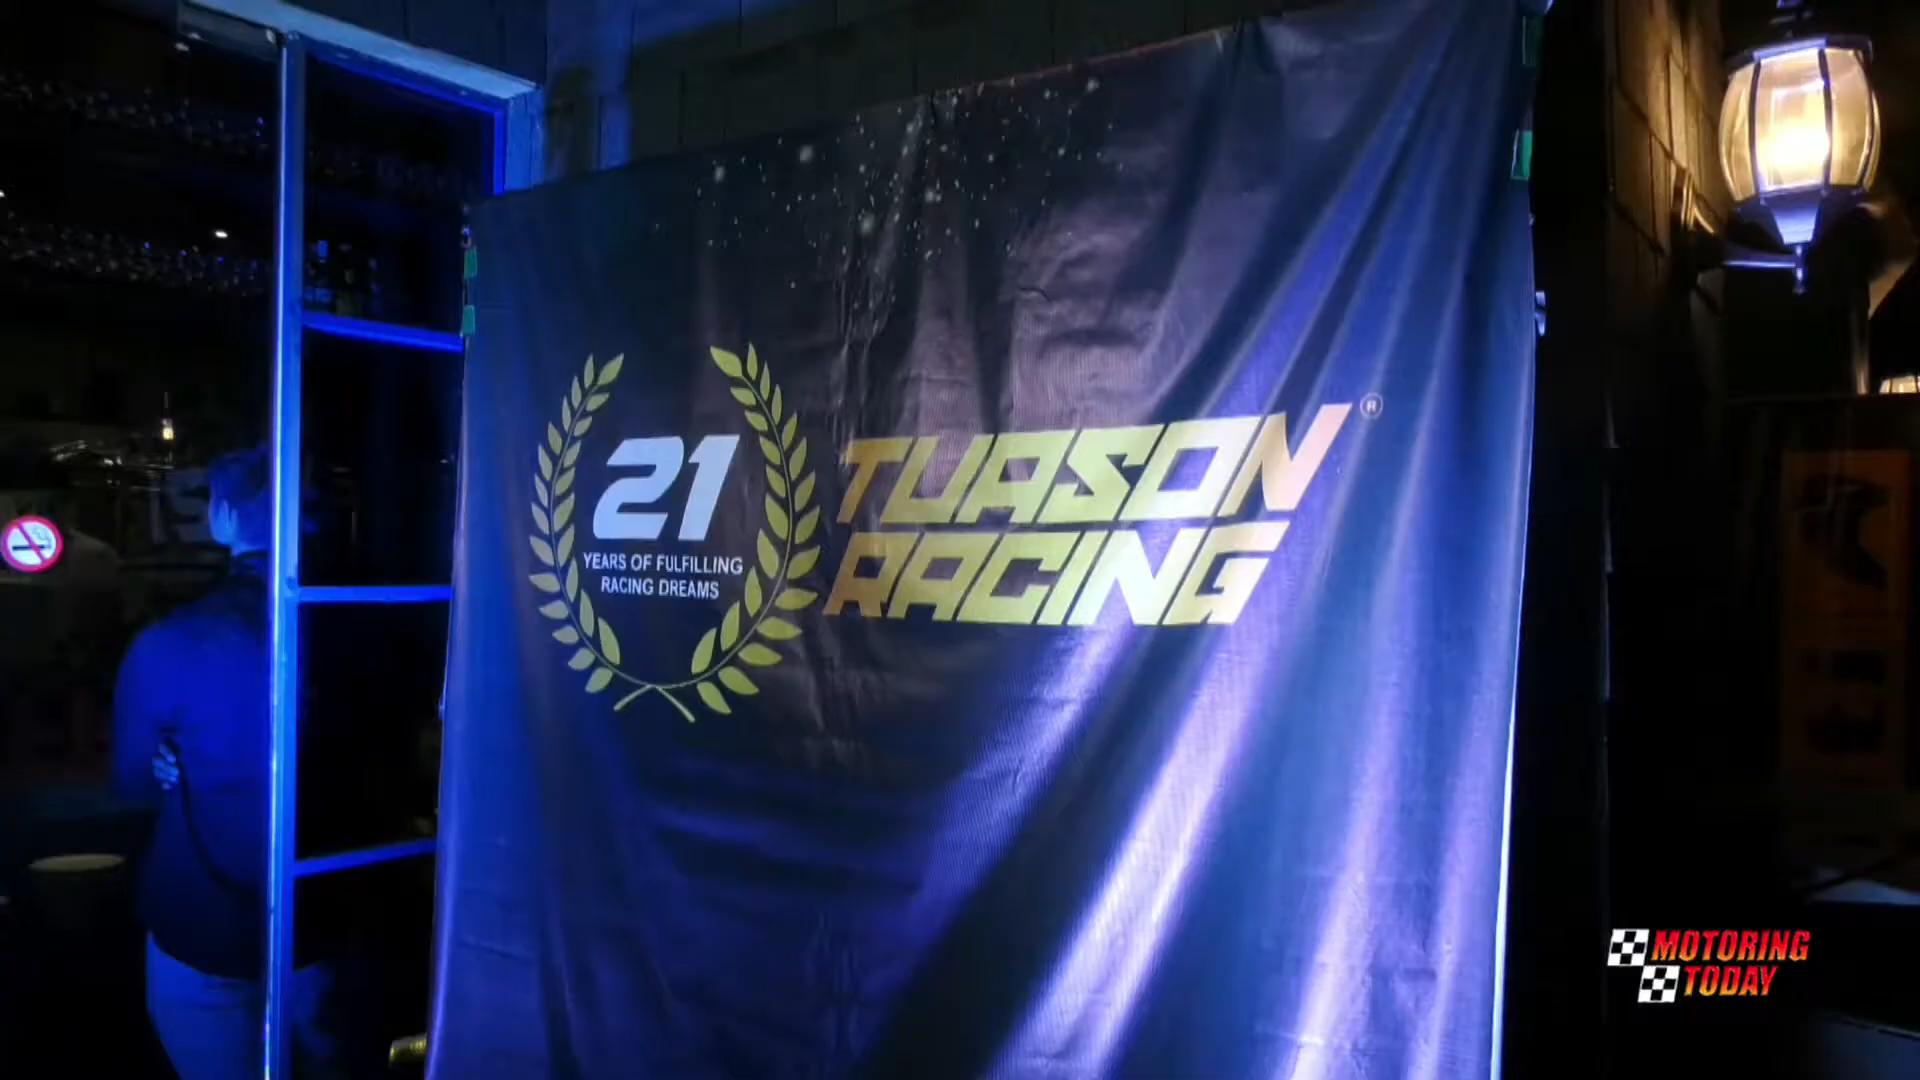 21
YEARS OF FULFILLING
RACING DREAMS
TUASON
RACING
®
MOTORING
TODAY